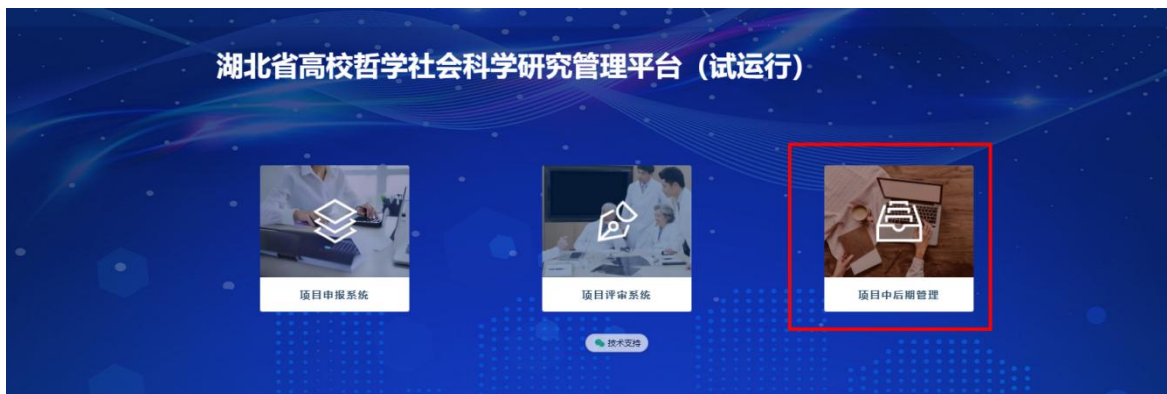 湖北省高校哲学社会科学研究管理平台（试运行）
项目申报系统
项目评审系统
项目中后期管理
技术支持